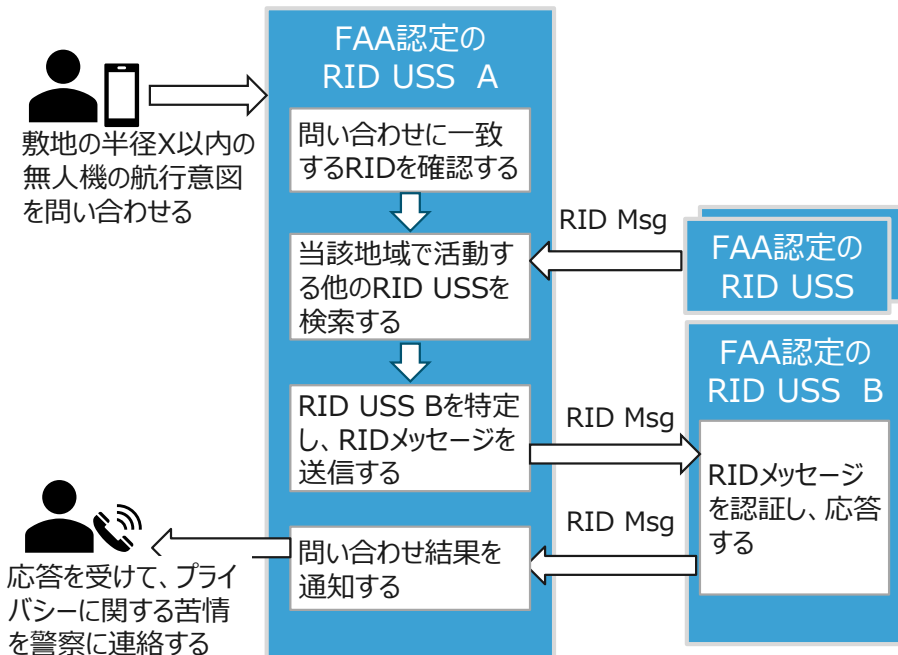 FAA認定の
RID USS A
敷地の半径X以内の
無人機の航行意図
を問い合わせる
問い合わせに一致
するRIDを確認する
当該地域で活動す
る他のRID USSを
検索する
RID Msg
FAA認定の
RID USS
RID USS Bを特定
し、RIDメッセージを
送信する
RID Msg
FAA認定の
RID USS B
RIDメッセージ
を認証し、応答
する
RID Msg
問い合わせ結果を
通知する
応答を受けて、プライ
バシーに関する苦情
を警察に連絡する